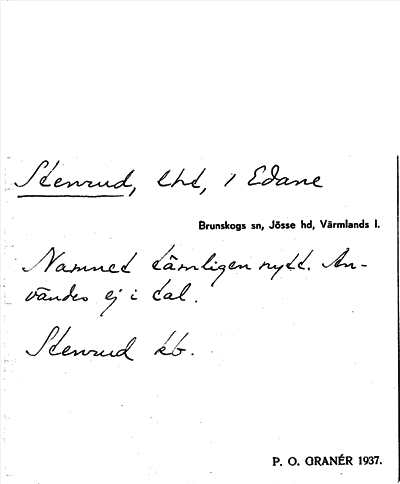 Stenrud, lht, i Edane
Brunskogs sn, Jösse hd, Värmlands l.
Namnet tämligen nytt. An-
vändes ej i tal.
Stenrud kb.
P. O. GRANÉR 1937.